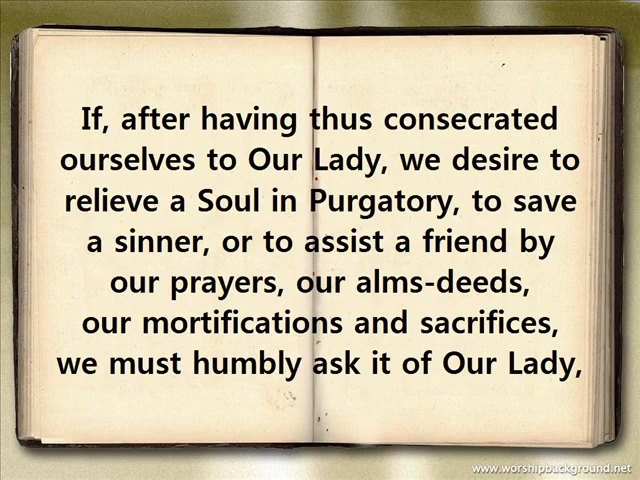 If, after having thus consecrated
ourselves to Our Lady, we desire to
relieve a Soul in Purgatory, to save
a sinner, or to assist a friend by
our prayers, our alms-deeds,
our mortifications and sacrifices,
we must humbly ask it of Our Lady,
www.worshipbackground.net